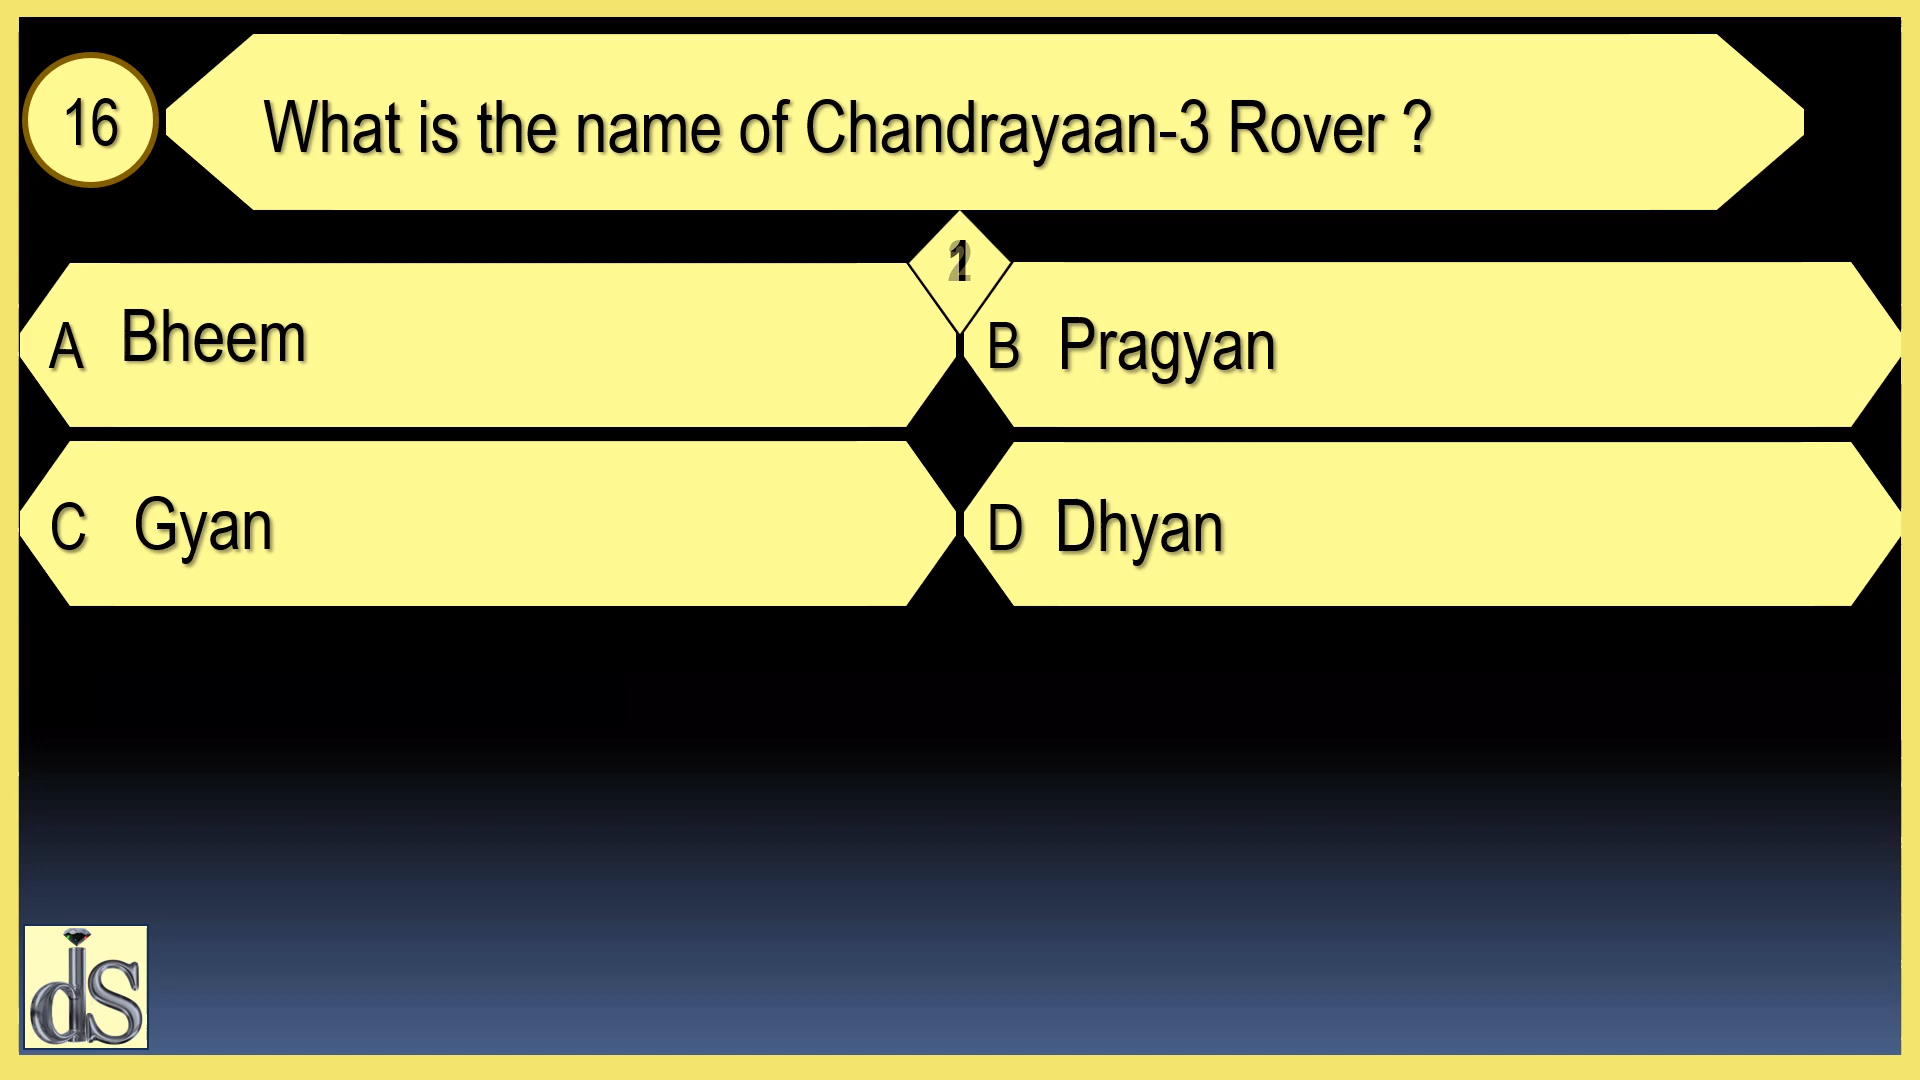 16
What is the name of Chandrayaan-3 Rover ?
A Bheem
B Pragyan
C Gyan
D Dhyan
ds